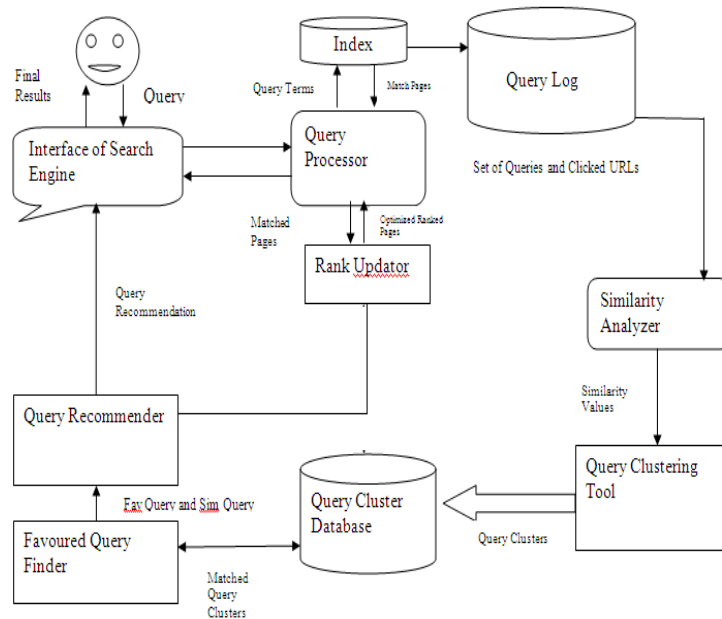 Index
Final
Results
Query
Query Terms
Match Pages
Query Log
Interface of Search
Engine
Query
Processor
Set of Queries and Clicked URLs
Matched
Pages
Optimized Ranked
Pages
Rank Updator
Query
Recommendation
Similarity
Analyzer
Similarity
Values
Query Recommender
Query Clustering
Tool
Query Cluster
Database
Fav Query and Sim Query
Query Clusters
Favoured Query
Finder
Matched
Query
Clusters